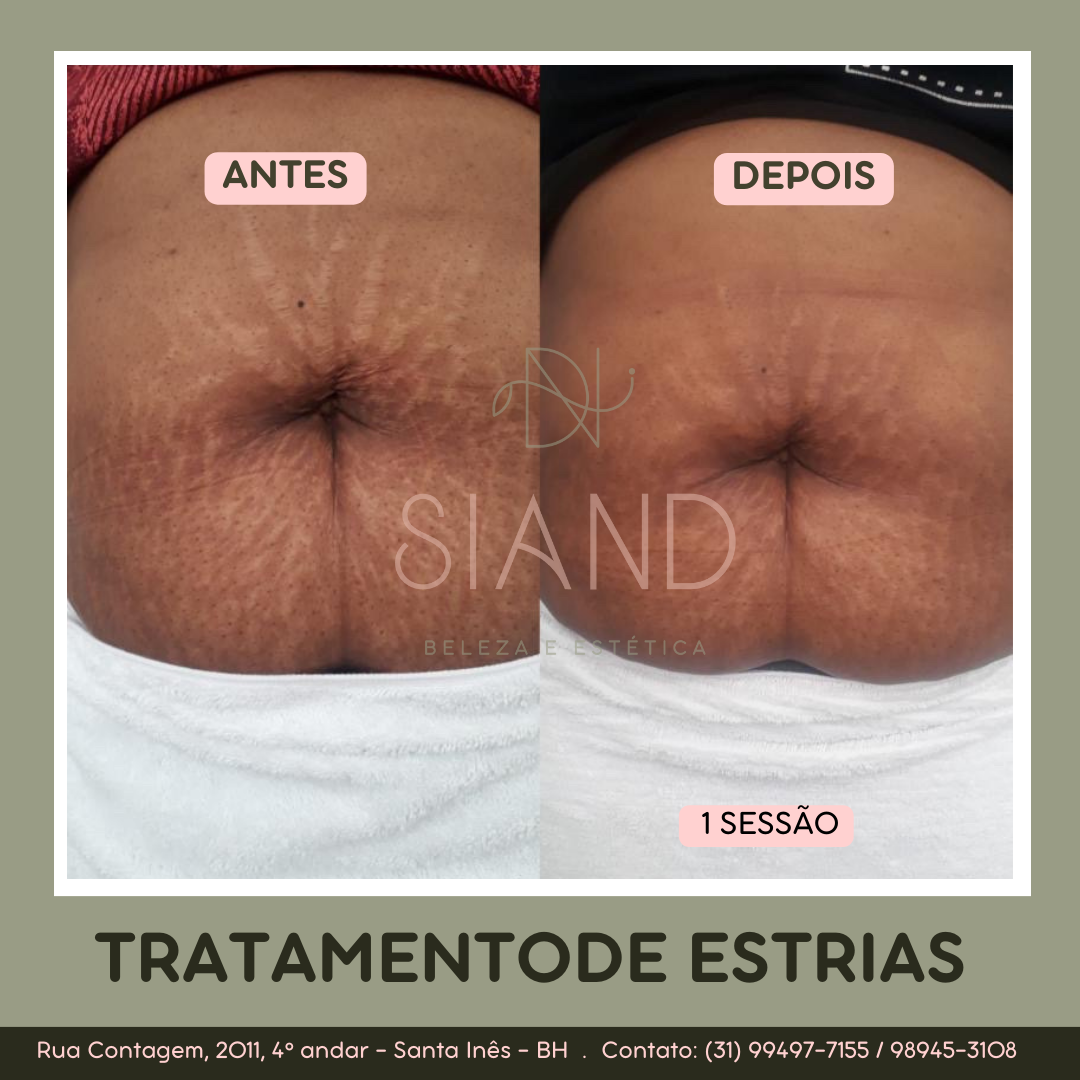 ANTES
DEPOIS
SIAND
BELEZA E ESTÉTICA
1 SESSÃO
TRATAMENTODE ESTRIAS
Rua Contagem, 2011, 4º andar - Santa Inês - BH . Contato: (31) 99497-7155 / 98945-3108